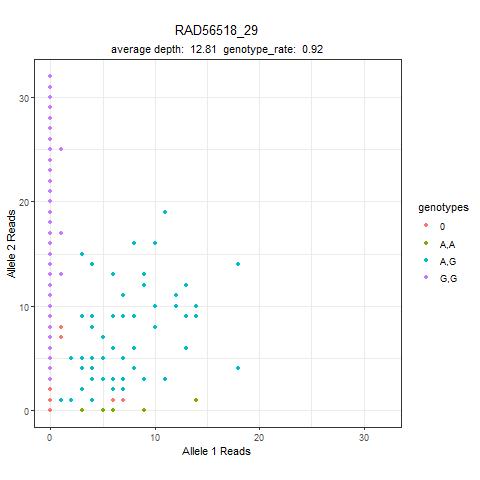 RAD56518_29
average depth:  12.81  genotype_rate:  0.92
30
20
10
0
Allele 2 Reads
0 10 20 30
Allele 1 Reads
genotypes
0
A,A
A,G
G,G